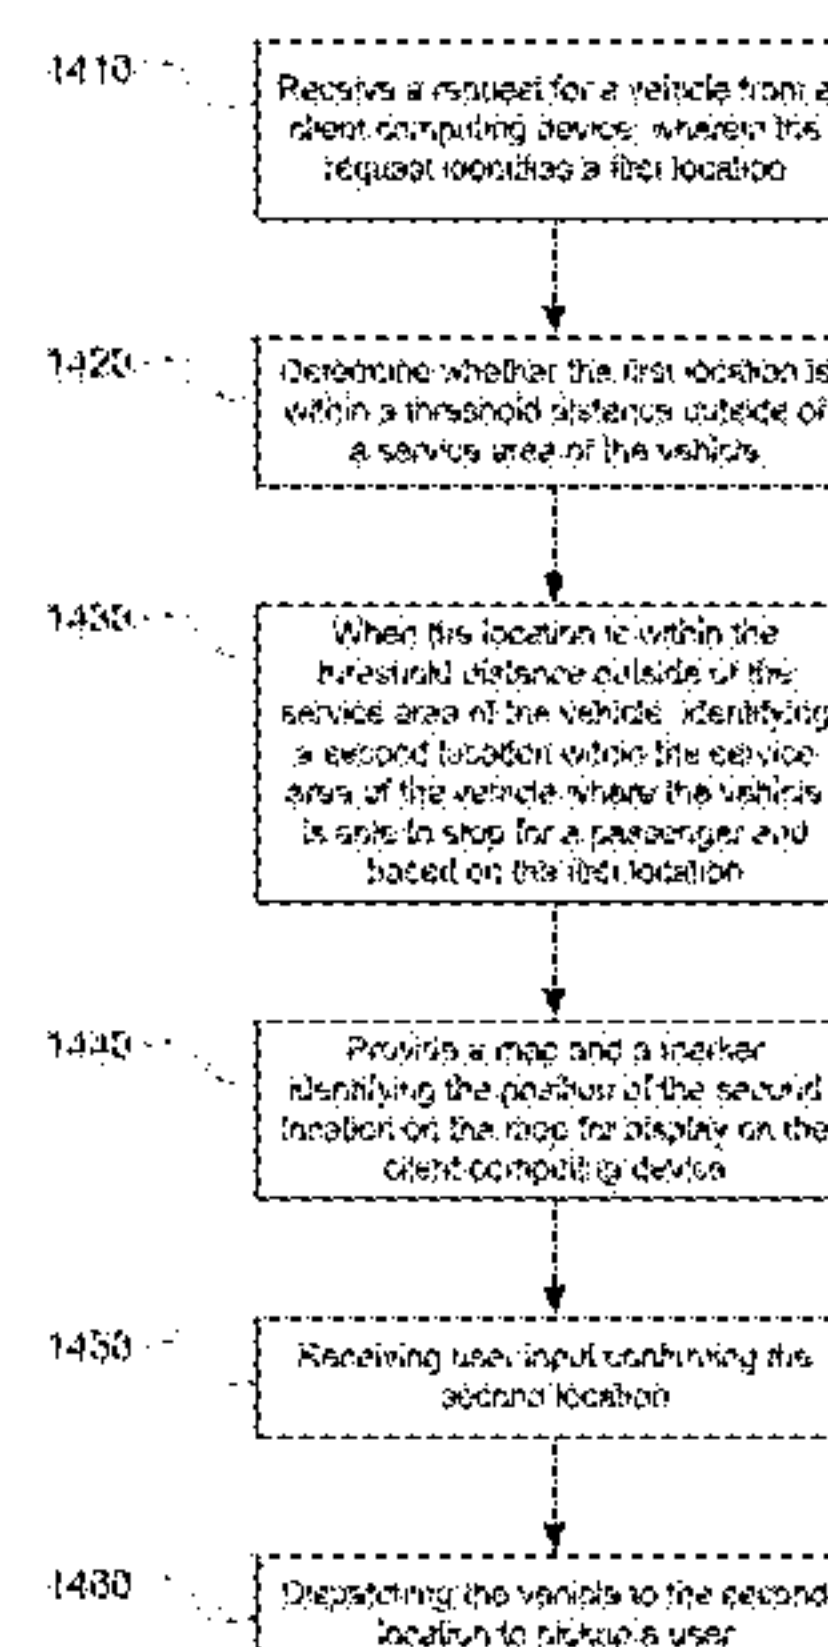 1410
Receive a request for a vehicle from a
client computing device, wherein the
request identifies a first location
1420
Determine whether the first location is
within a threshold distance outside of
a service area of the vehicle
1430
When the location is within the
threshold distance outside of the
service area of the vehicle, identifying
a second location within the service
area of the vehicle where the vehicle
is able to stop for a passenger and
based on the first location
1440
Provide a map and a marker
identifying the position of the second
location on the map for display on the
client computing device
1450
Receiving user input confirming the
second location
1460
Dispatching the vehicle to the second
location to pickup a user